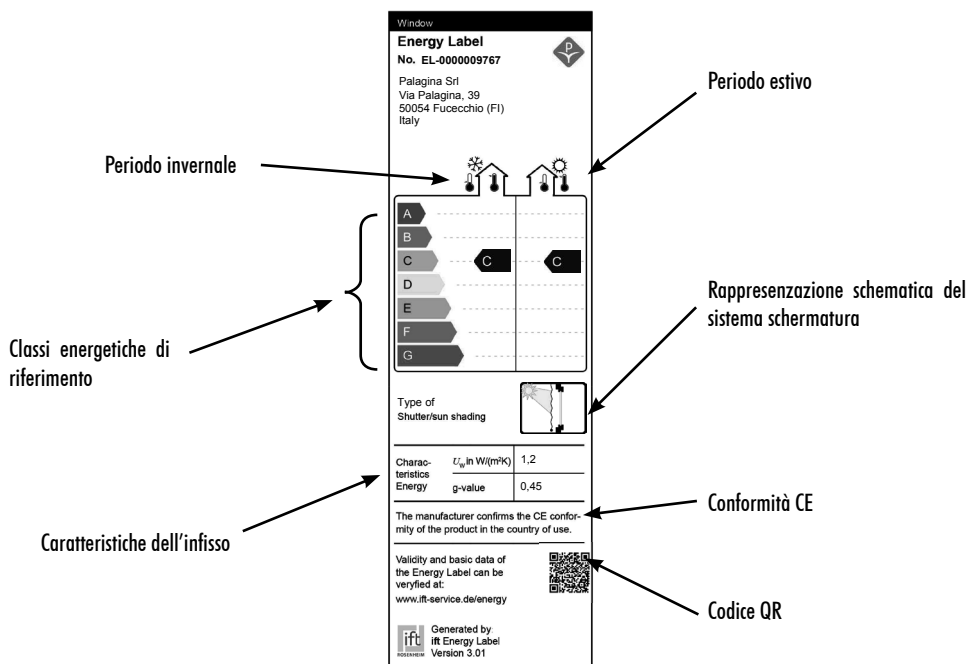 Window
Energy Label
No. EL-0000009767
P
Y
Palagina Srl
Via Palagina, 39
50054 Fucecchio (FI)
Italy
Periodo estivo
Periodo invernale
A
B
C
C
C
D
E
F
G
Classi energetiche di
riferimento
Rappresenzazione schematica del
sistema schermatura
Type of
Shutter/sun shading
Charac-
teristics
Energy
Uw in W/(m²K)
1,2
g-value
0,45
Caratteristiche dell'infisso
The manufacturer confirms the CE confor-
mity of the product in the country of use.
Conformità CE
Validity and basic data of
the Energy Label can be
veryfied at:
www.ift-service.de/energy
Codice QR
ift
ROSENHEIM
Generated by:
ift Energy Label
Version 3.01